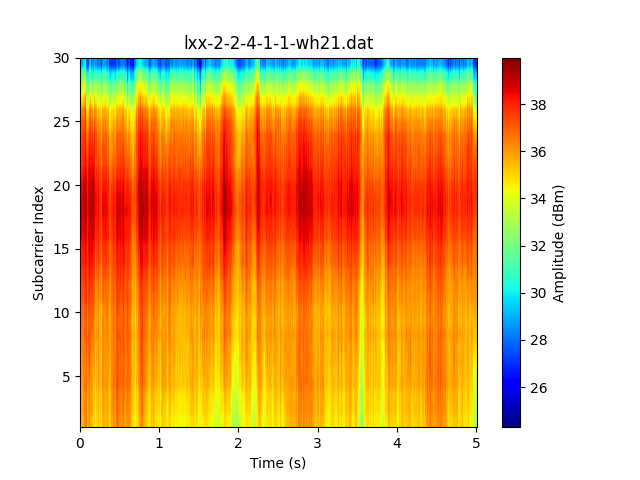 lxx-2-2-4-1-1-wh21.dat
30
25
20
15
10
5
Subcarrier Index
0 1 2 3 4 5
Time (s)
38
36
34
32
30
28
26
Amplitude (dBm)